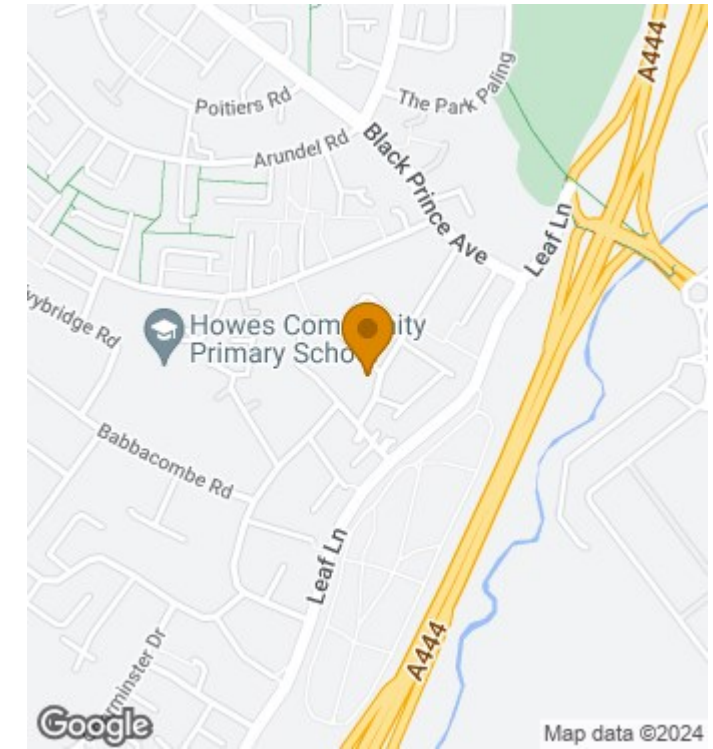 A444
Poitiers Rd
The Park Paling
Arundel Rd
Black Prince Ave
Leaf Ln
Howes Com
ity
Primary Scho
Babbacombe Rd
Leaf Ln
A444
Google
Map data ©2024